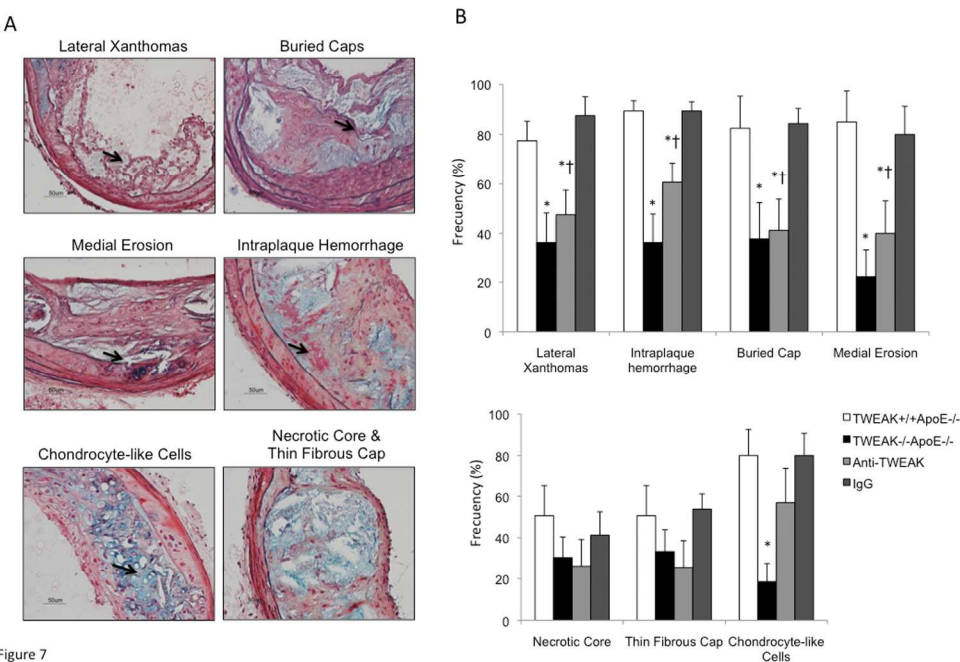 A
B
Lateral Xanthomas
Buried Caps
50um
Medial Erosion
Intraplaque Hemorrhage
50um
50um
Chondrocyte-like Cells
Necrotic Core &
Thin Fibrous Cap
50um
50um
Frecuency (%)
100
80
60
40
20
0
* *† * *† * *† * *†
Lateral
Xanthomas
Intraplaque
hemorrhage
Buried Cap
Medial Erosion
Frecuency (%)
100
80
60
40
20
0
*
Necrotic Core
Thin Fibrous Cap
Chondrocyte-like
Cells
TWEAK+/+ApoE-/-
TWEAK-/-ApoE-/-
Anti-TWEAK
IgG
Figure 7